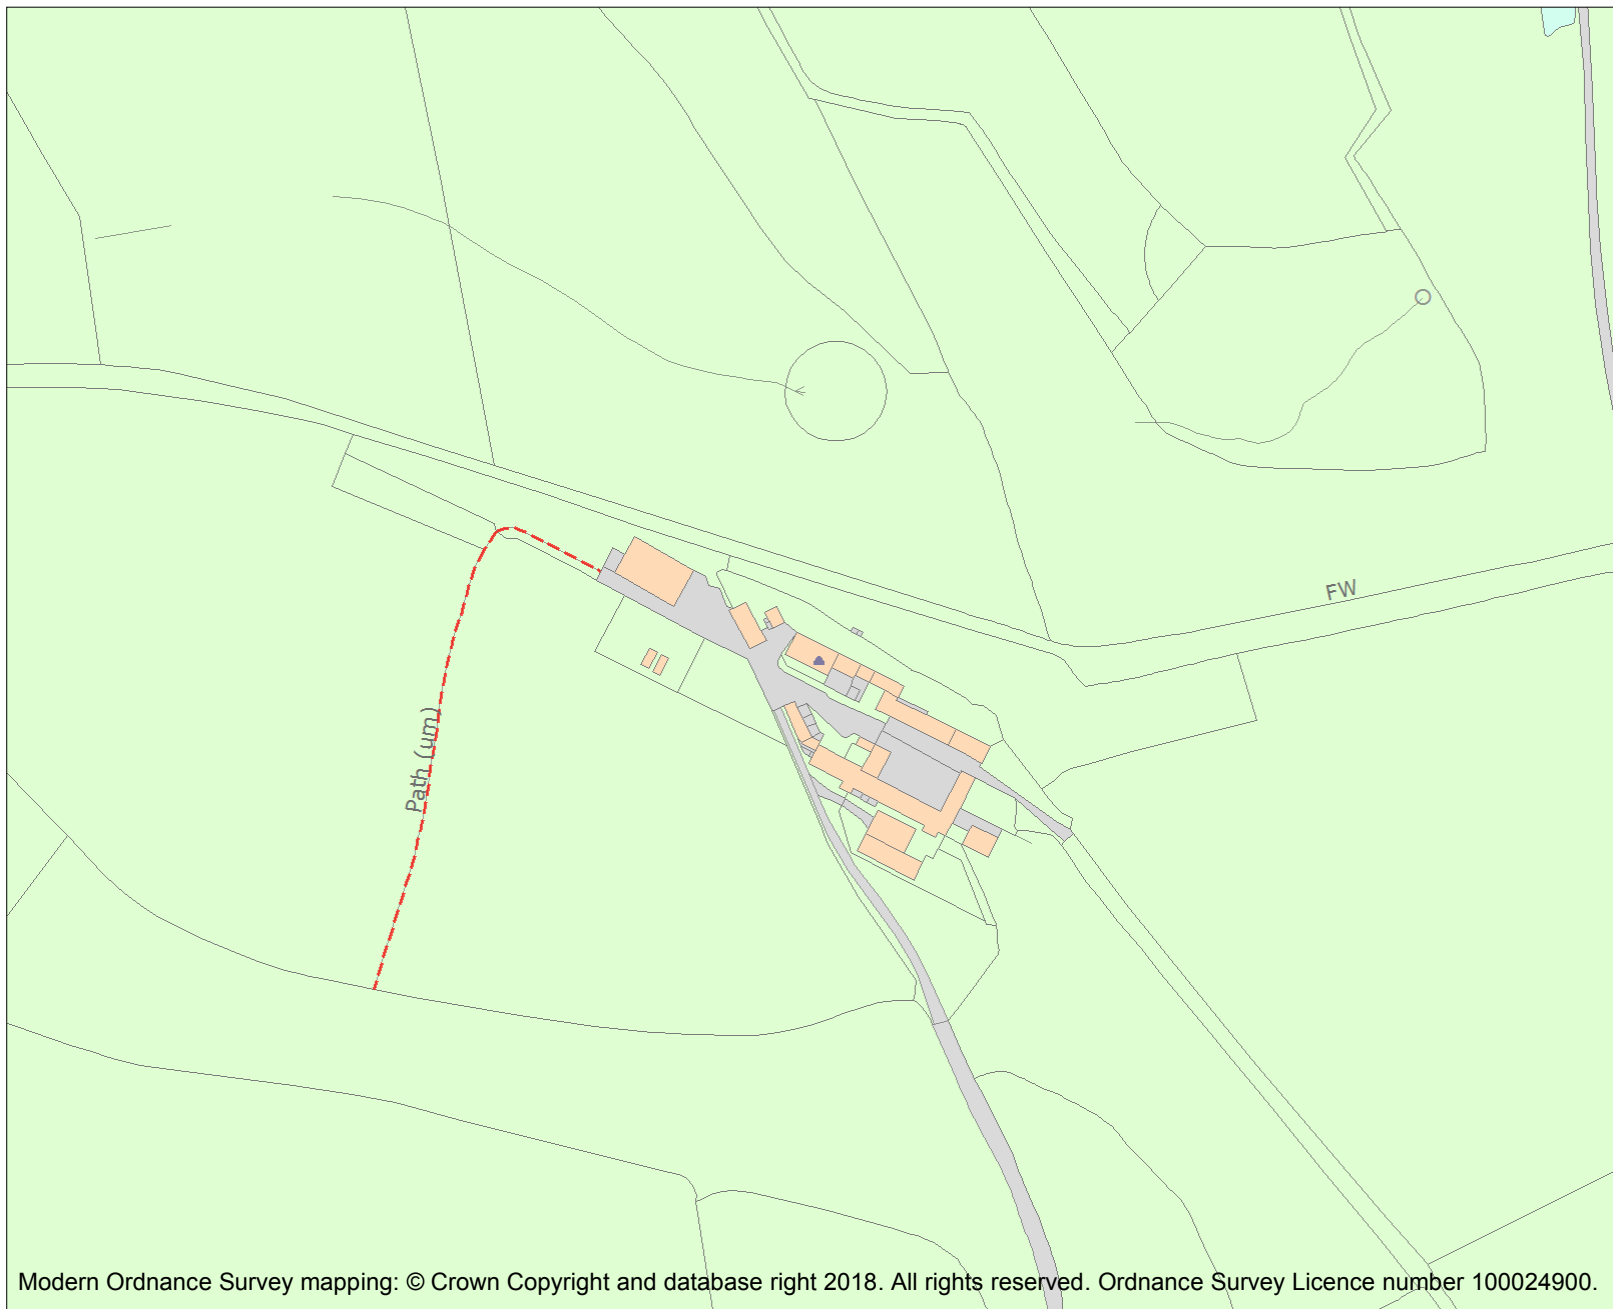 FW
Path (um)
Modern Ordnance Survey mapping: © Crown Copyright and database right 2018. All rights reserved. Ordnance Survey Licence number 100024900.